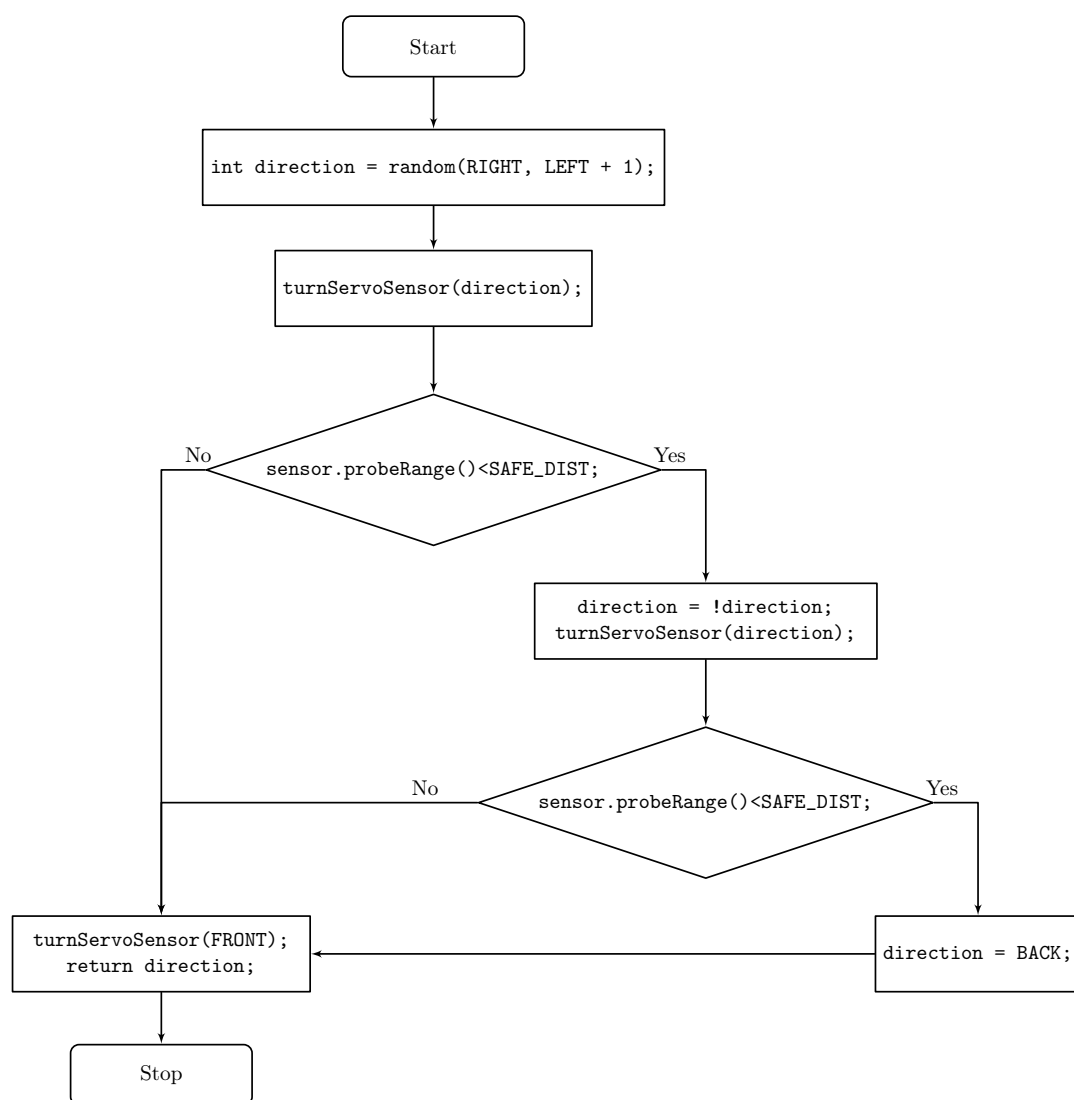 Start
int direction = random(RIGHT, LEFT + 1);
turnServoSensor(direction);
No
Yes
sensor.probeRange()<SAFE_DIST;
direction = !direction;
turnServoSensor(direction);
No
Yes
sensor.probeRange()<SAFE_DIST;
turnServoSensor(FRONT);
return direction;
direction = BACK;
Stop